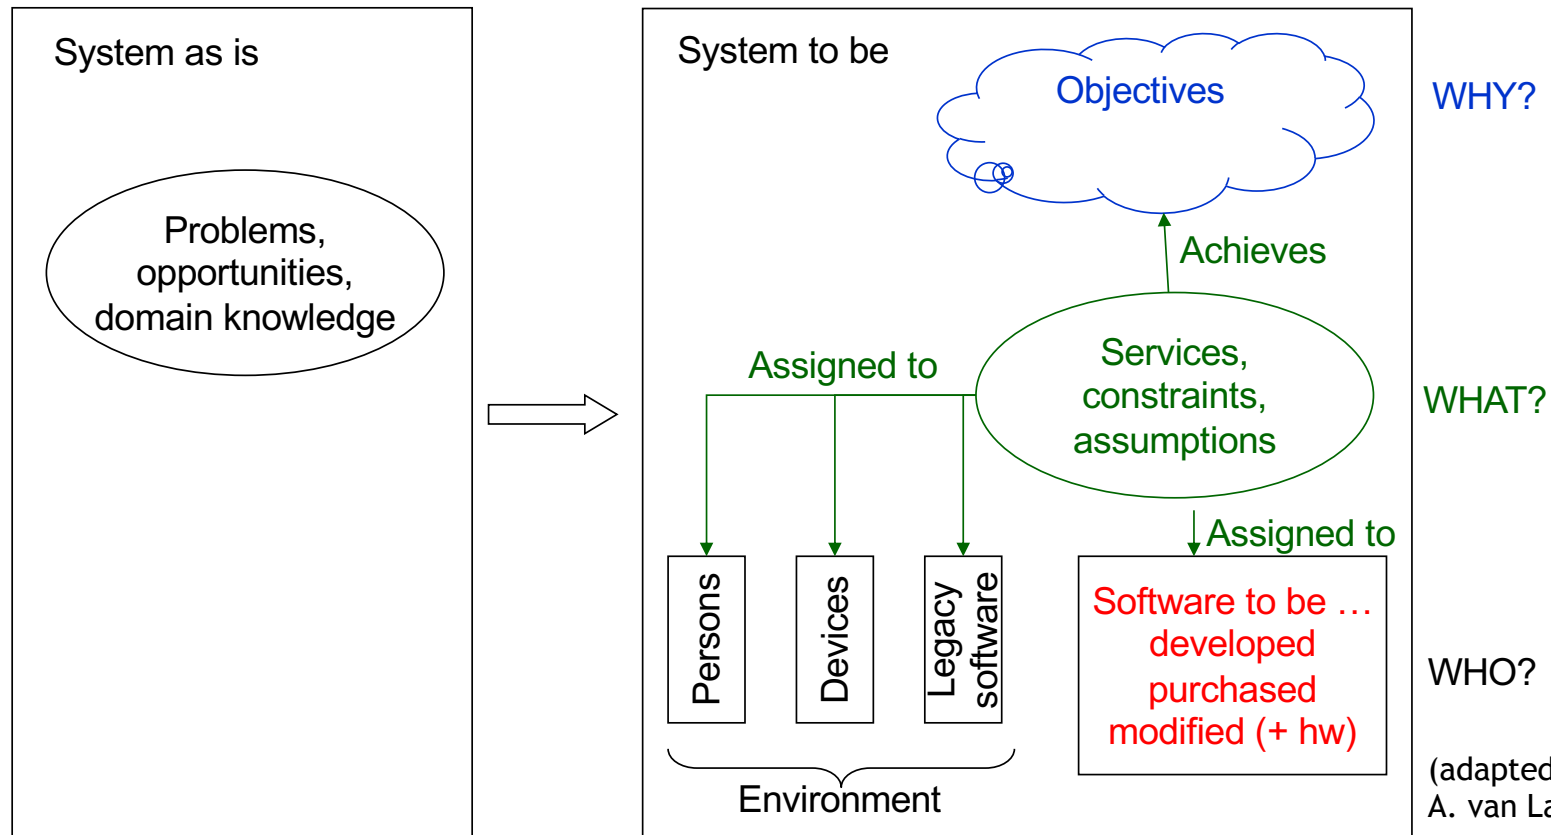 System as is
Problems,
opportunities,
domain knowledge
System to be
Objectives
WHY?
Achieves
Services,
constraints,
assumptions
WHAT?
Assigned to
Assigned to
Persons
Devices
Legacy
software
Software to be …
developed
purchased
modified (+ hw)
WHO?
Environment
(adapted
A. van La